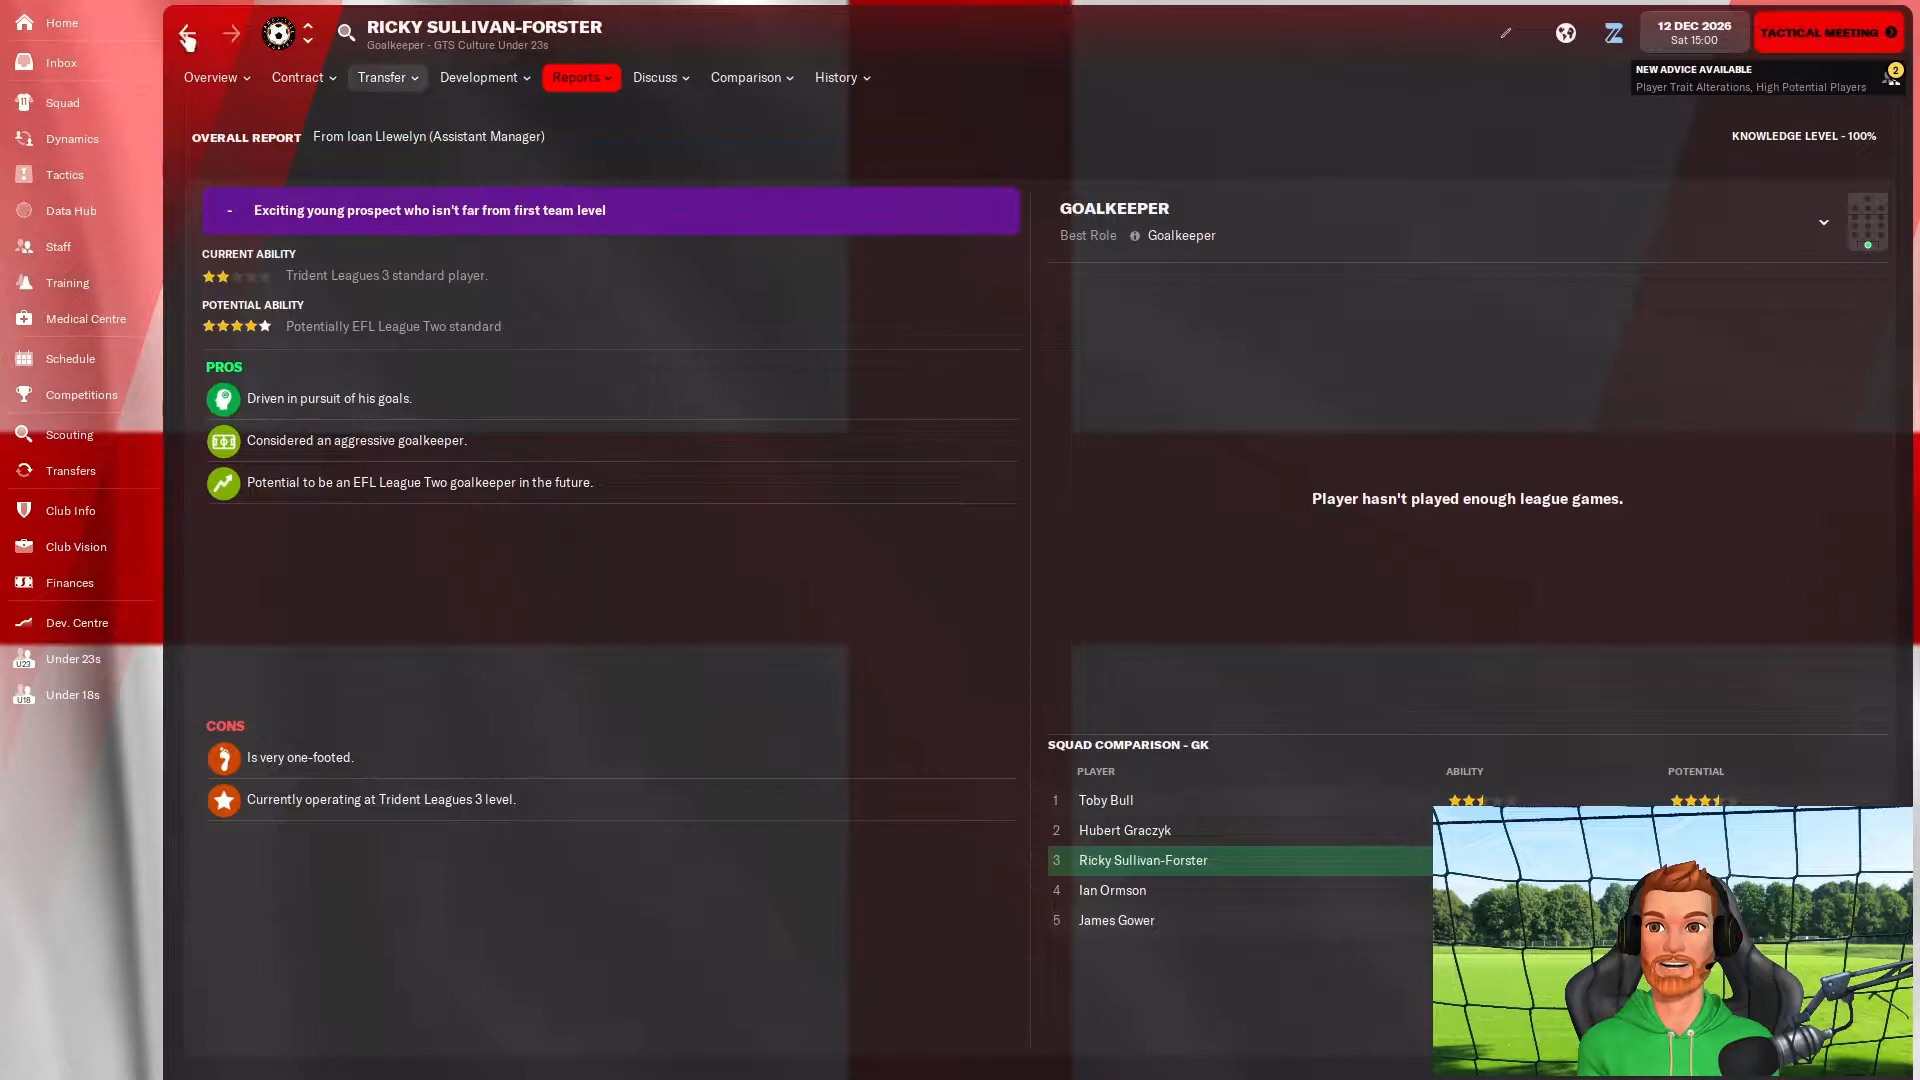 Home
Inbox
Squad
Dynamics
Tactics
Data Hub
Staff
Training
Medical Centre
Schedule
Competitions
Scouting
Transfers
Club Info
Club Vision
Finances
Dev. Centre
U23 Under 23s
U18 Under 18s
RICKY SULLIVAN-FORSTER
Goalkeeper - GTS Culture Under 23s
12 DEC 2026
Sat 15:00
TACTICAL MEETING
Overview Contract Transfer Development Reports Discuss Comparison History
NEW ADVICE AVAILABLE
Player Trait Alterations, High Potential Players
2
OVERALL REPORT From Ioan Llewelyn (Assistant Manager)
KNOWLEDGE LEVEL - 100%
- Exciting young prospect who isn't far from first team level
CURRENT ABILITY
Trident Leagues 3 standard player.
POTENTIAL ABILITY
Potentially EFL League Two standard
PROS
Driven in pursuit of his goals.
Considered an aggressive goalkeeper.
Potential to be an EFL League Two goalkeeper in the future.
CONS
Is very one-footed.
Currently operating at Trident Leagues 3 level.
GOALKEEPER
Best Role Goalkeeper
Player hasn't played enough league games.
SQUAD COMPARISON - GK
PLAYER ABILITY POTENTIAL
1 Toby Bull
2 Hubert Graczyk
3 Ricky Sullivan-Forster
4 Ian Ormson
5 James Gower